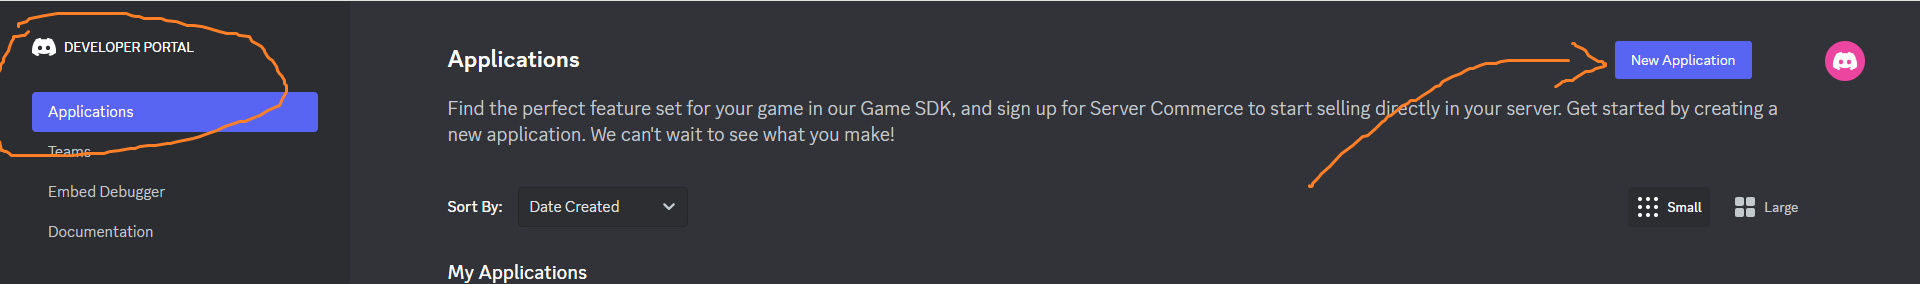 DEVELOPER PORTAL
Applications
Teams
Embed Debugger
Documentation
Applications
New Application
Find the perfect feature set for your game in our Game SDK, and sign up for Server Commerce to start selling directly in your server. Get started by creating a
new application. We can't wait to see what you make!
Sort By: Date Created
Small Large
My Applications